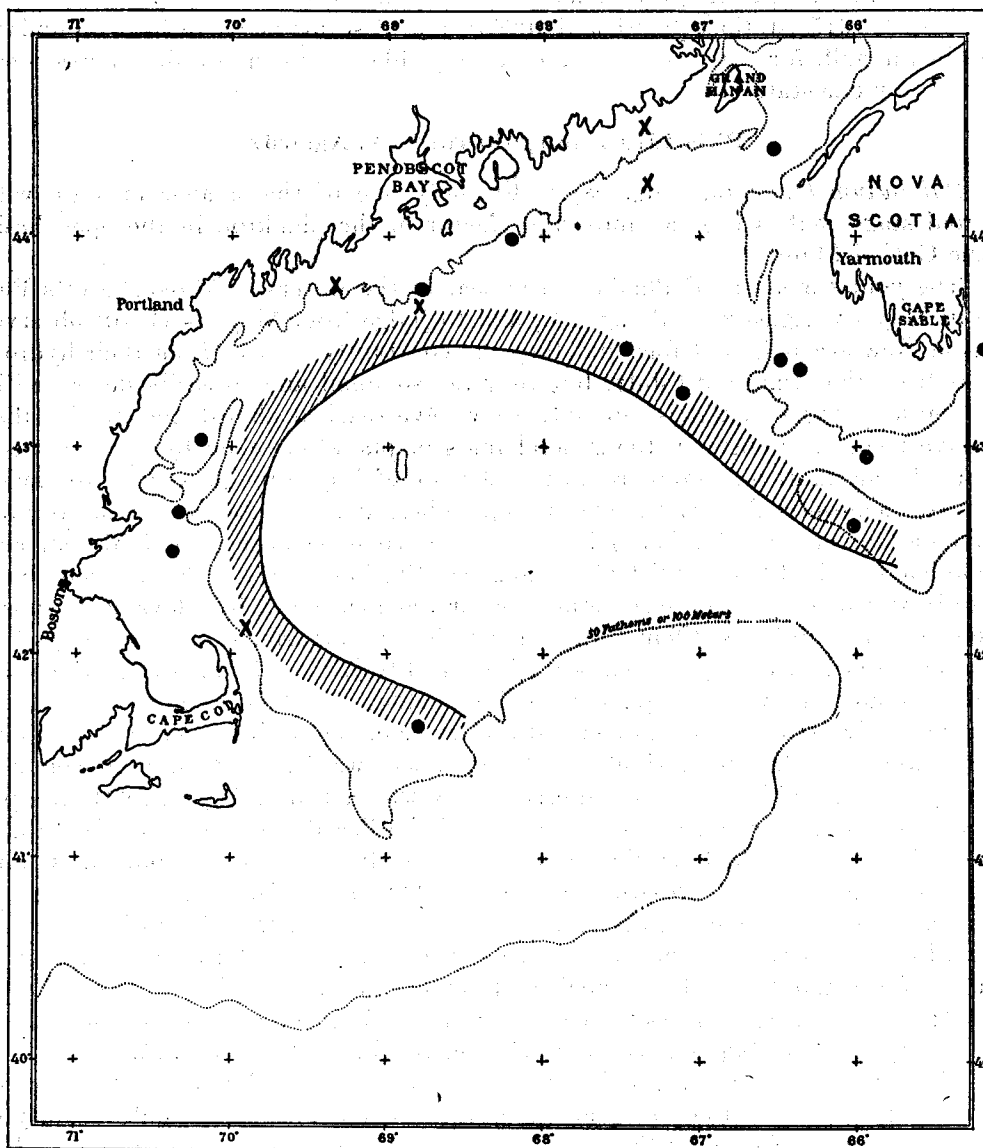 71° 70° 69° 68° 67° 66°
GRAND
MANAN
PENOBSCOT
BAY
NOVA
SCOTIA
44°
Yarmouth
Portland
CAPE
SABLE
43°
Boston
50 Fathoms or 100 Meters
42°
CAPE COD
41°
40°
71° 70° 69° 68° 67° 66°